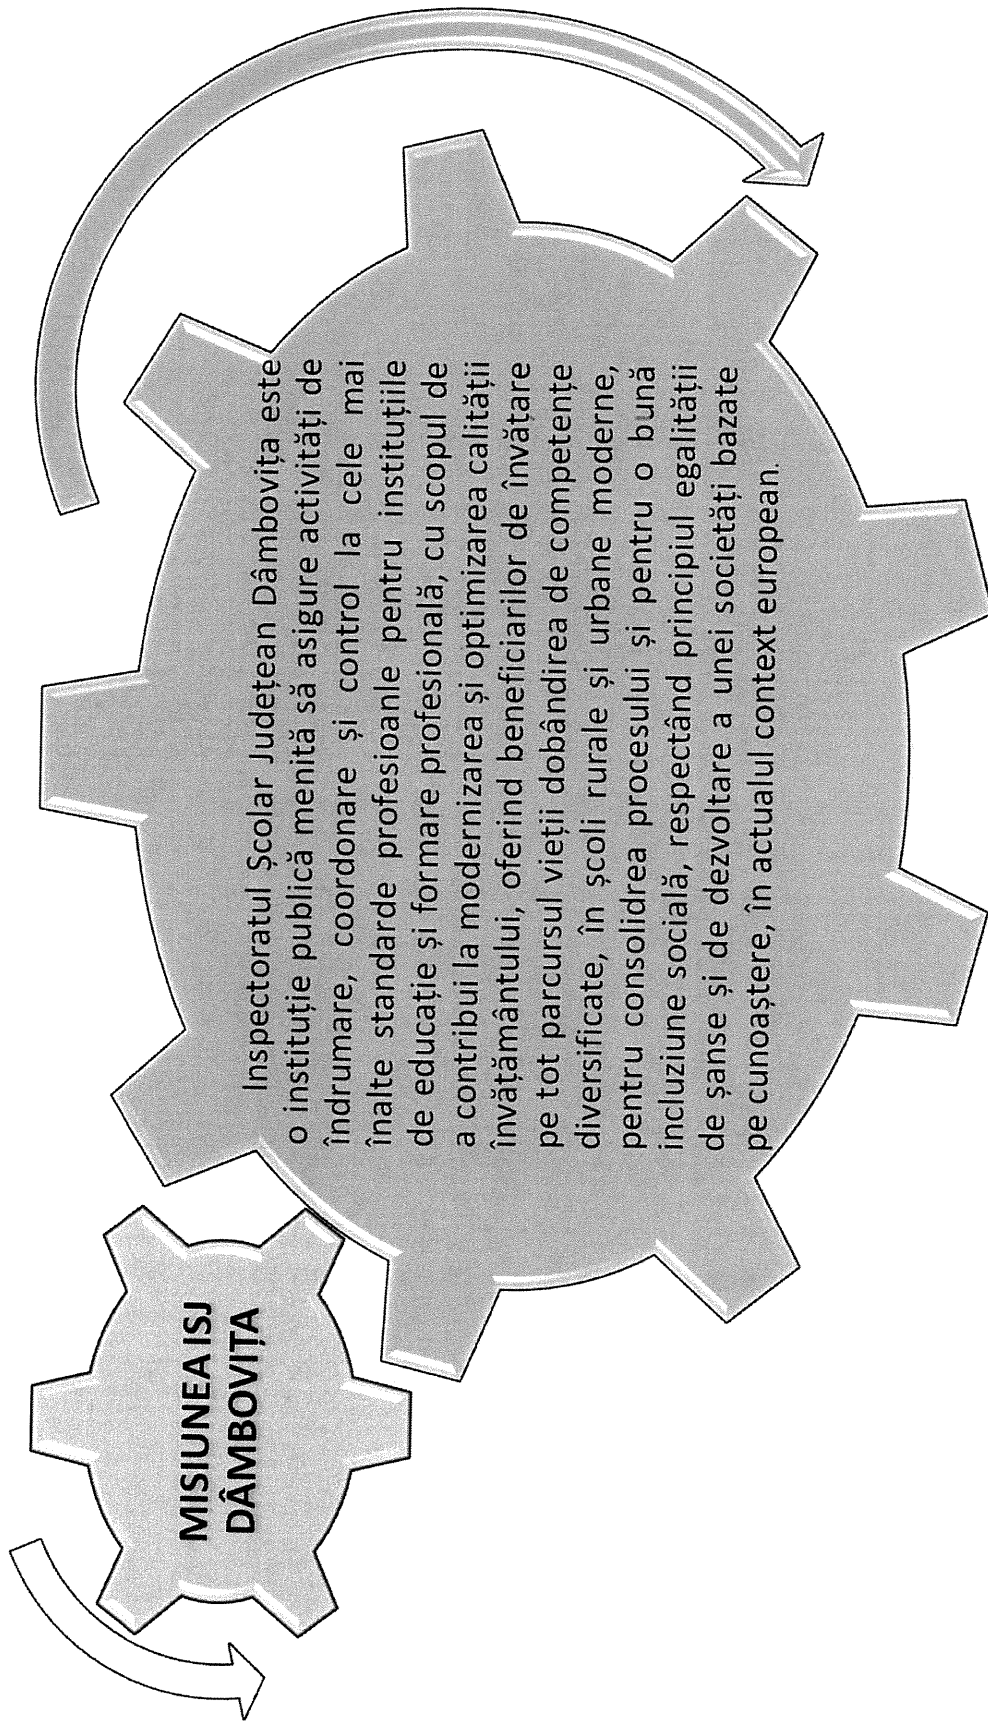 MISIUNEA ISJ
DÂMBOVIȚA
Inspectoratul Școlar Județean Dâmbovița este
o instituție publică menită să asigure activități de
îndrumare, coordonare și control la cele mai
înalte standarde profesioanle pentru instituțiile
de educație și formare profesională, cu scopul de
a contribui la modernizarea și optimizarea calității
învățământului, oferind beneficiarilor de învățare
pe tot parcursul vieții dobândirea de competențe
diversificate, în școli rurale și urbane moderne,
pentru consolidrea procesului și pentru o bună
incluziune socială, respectând principiul egalității
de șanse și de dezvoltare a unei societăți bazate
pe cunoaștere, în actualul context european.